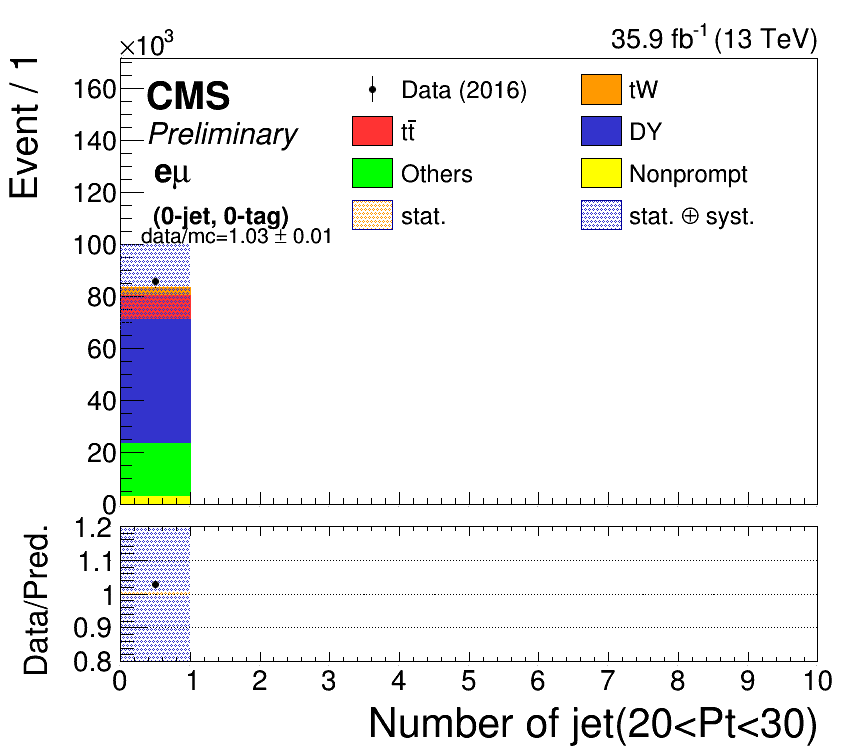 ×10³ 35.9 fb⁻¹ (13 TeV)
Event / 1
160
140
120
100
80
60
40
20
0
CMS
Preliminary
eμ
(0-jet, 0-tag)
data/mc=1.03 ± 0.01
Data (2016) tW
tt̄ DY
Others Nonprompt
stat. stat. ⊕ syst.
Data/Pred.
1.2
1.1
1
0.9
0.8
0 1 2 3 4 5 6 7 8 9 10
Number of jet(20<Pt<30)